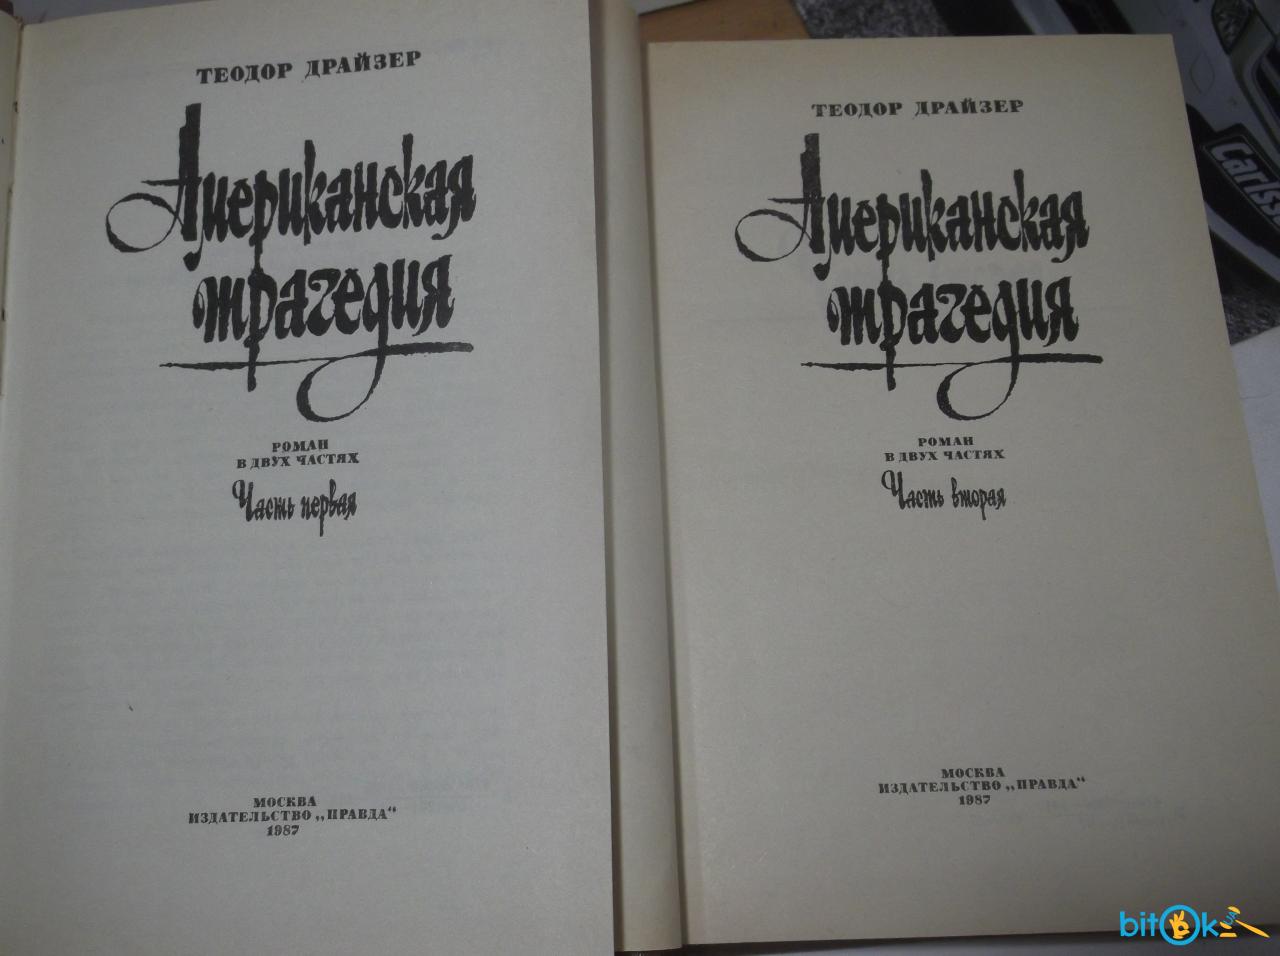 ТЕОДОР ДРАЙЗЕР
Американская
трагедия
РОМАН
В ДВУХ ЧАСТЯХ
Часть первая
МОСКВА
ИЗДАТЕЛЬСТВО „ПРАВДА“
1987
ТЕОДОР ДРАЙЗЕР
Американская
трагедия
РОМАН
В ДВУХ ЧАСТЯХ
Часть вторая
МОСКВА
ИЗДАТЕЛЬСТВО „ПРАВДА“
1987
bitOk
UA